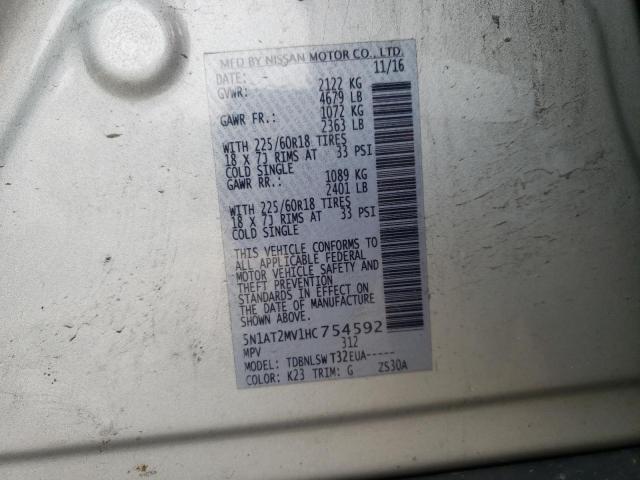 MFD BY NISSAN MOTOR CO.,LTD.
DATE: - 11/16
GVWR: 2122 KG
4679 LB
GAWR FR.: 1072 KG
2363 LB
WITH 225/60R18 TIRES
18 X 7J RIMS AT 33 PSI
COLD SINGLE
GAWR RR.: 1089 KG
2401 LB
WITH 225/60R18 TIRES
18 X 7J RIMS AT 33 PSI
COLD SINGLE
THIS VEHICLE CONFORMS TO
ALL APPLICABLE FEDERAL
MOTOR VEHICLE SAFETY AND
THEFT PREVENTION
STANDARDS IN EFFECT ON
THE DATE OF MANUFACTURE
SHOWN ABOVE.
5N1AT2MV1HC754592
MPV 312
MODEL: TDBNLSW T32EUA-----
COLOR: K23 TRIM: G ZS30A